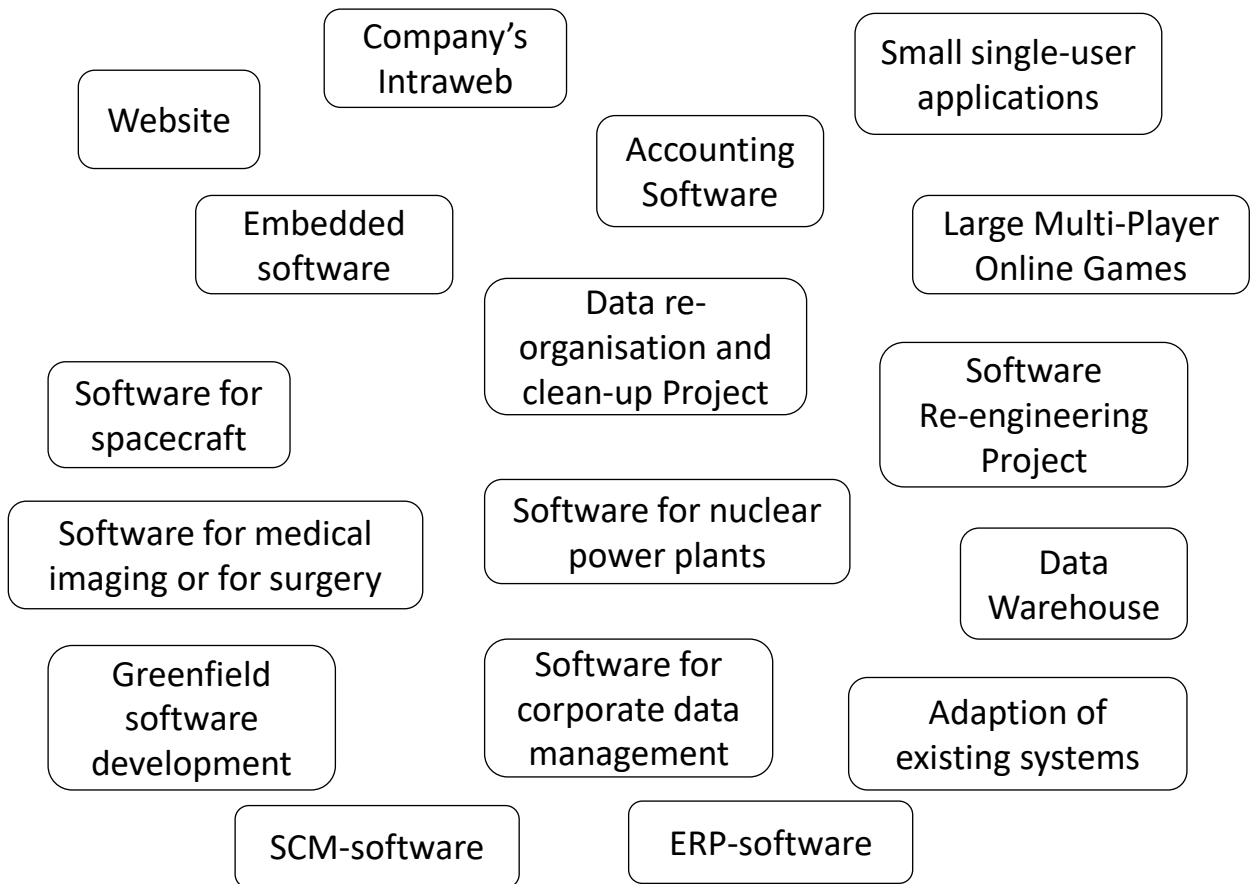 Company’s
Intraweb
Small single-user
applications
Website
Accounting
Software
Embedded
software
Large Multi-Player
Online Games
Data re-
organisation and
clean-up Project
Software
Re-engineering
Project
Software for
spacecraft
Software for medical
imaging or for surgery
Software for nuclear
power plants
Data
Warehouse
Greenfield
software
development
Software for
corporate data
management
Adaption of
existing systems
SCM-software
ERP-software